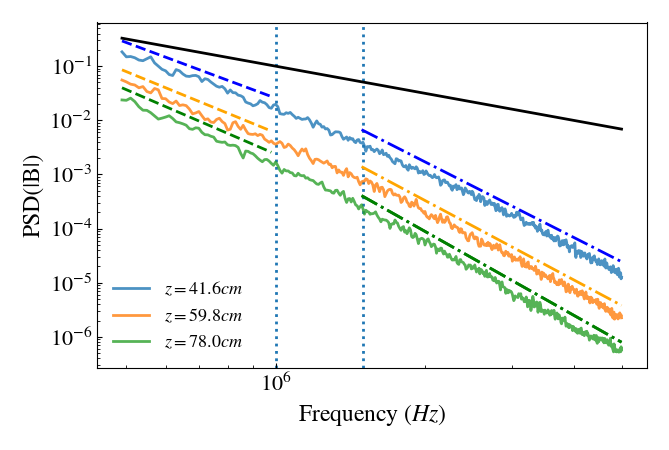 PSD(|B|)
10⁻¹
10⁻²
10⁻³
10⁻⁴
10⁻⁵
10⁻⁶
z = 41.6cm
z = 59.8cm
z = 78.0cm
10⁶
Frequency (Hz)